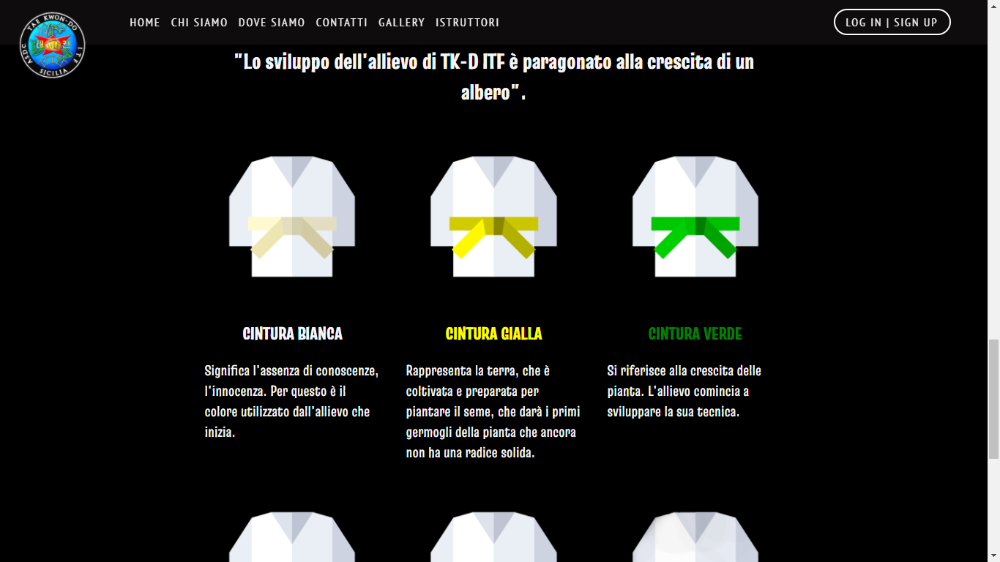 HOME CHI SIAMO DOVE SIAMO CONTATTI GALLERY ISTRUTTORI LOG IN | SIGN UP
TAE KWON-DO ITF
ASDC SICILIA
"Lo sviluppo dell'allievo di TK-D ITF è paragonato alla crescita di un
albero".
CINTURA BIANCA
Significa l'assenza di conoscenze,
l'innocenza. Per questo è il
colore utilizzato dall'allievo che
inizia.
CINTURA GIALLA
Rappresenta la terra, che è
coltivata e preparata per
piantare il seme, che darà i primi
germogli della pianta che ancora
non ha una radice solida.
CINTURA VERDE
Si riferisce alla crescita delle
pianta. L'allievo comincia a
sviluppare la sua tecnica.